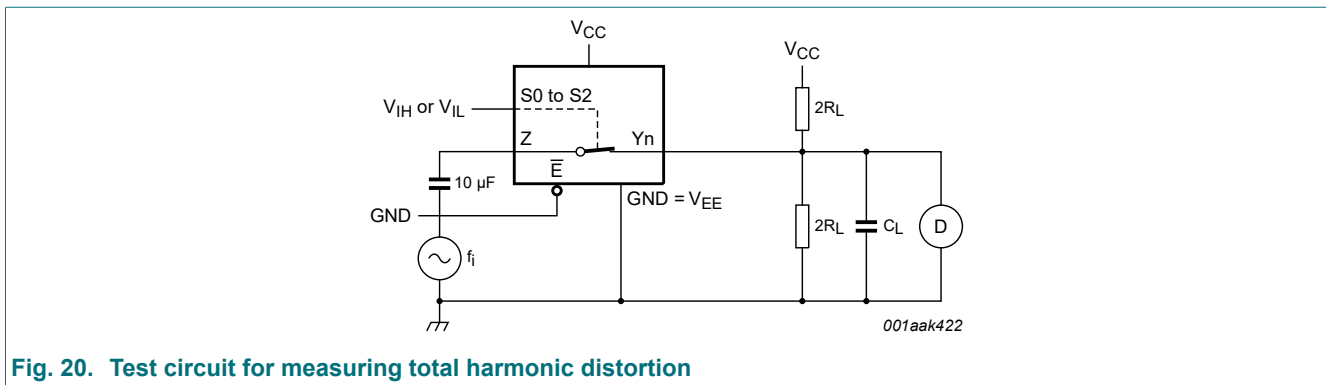 VCC
VCC
S0 to S2
VIH or VIL
2RL
Z
Yn
E
10 µF
GND = VEE
GND
2RL
CL
D
fi
001aak422
Fig. 20. Test circuit for measuring total harmonic distortion